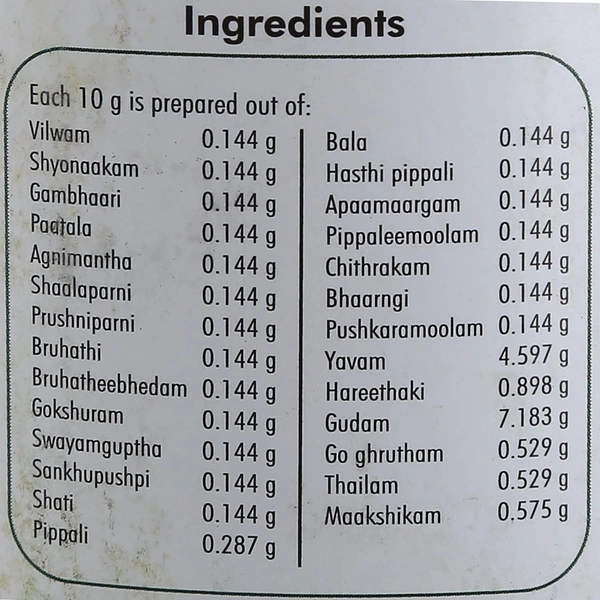 Ingredients
Each 10 g is prepared out of:
Vilwam 0.144 g
Shyonaakam 0.144 g
Gambhaari 0.144 g
Paatala 0.144 g
Agnimantha 0.144 g
Shaalaparni 0.144 g
Prushniparni 0.144 g
Bruhathi 0.144 g
Bruhatheebhedam 0.144 g
Gokshuram 0.144 g
Swayamguptha 0.144 g
Sankhupushpi 0.144 g
Shati 0.144 g
Pippali 0.287 g
Bala 0.144 g
Hasthi pippali 0.144 g
Apaamaargam 0.144 g
Pippaleemoolam 0.144 g
Chithrakam 0.144 g
Bhaarngi 0.144 g
Pushkaramoolam 0.144 g
Yavam 4.597 g
Hareethaki 0.898 g
Gudam 7.183 g
Go ghrutham 0.529 g
Thailam 0.529 g
Maakshikam 0.575 g